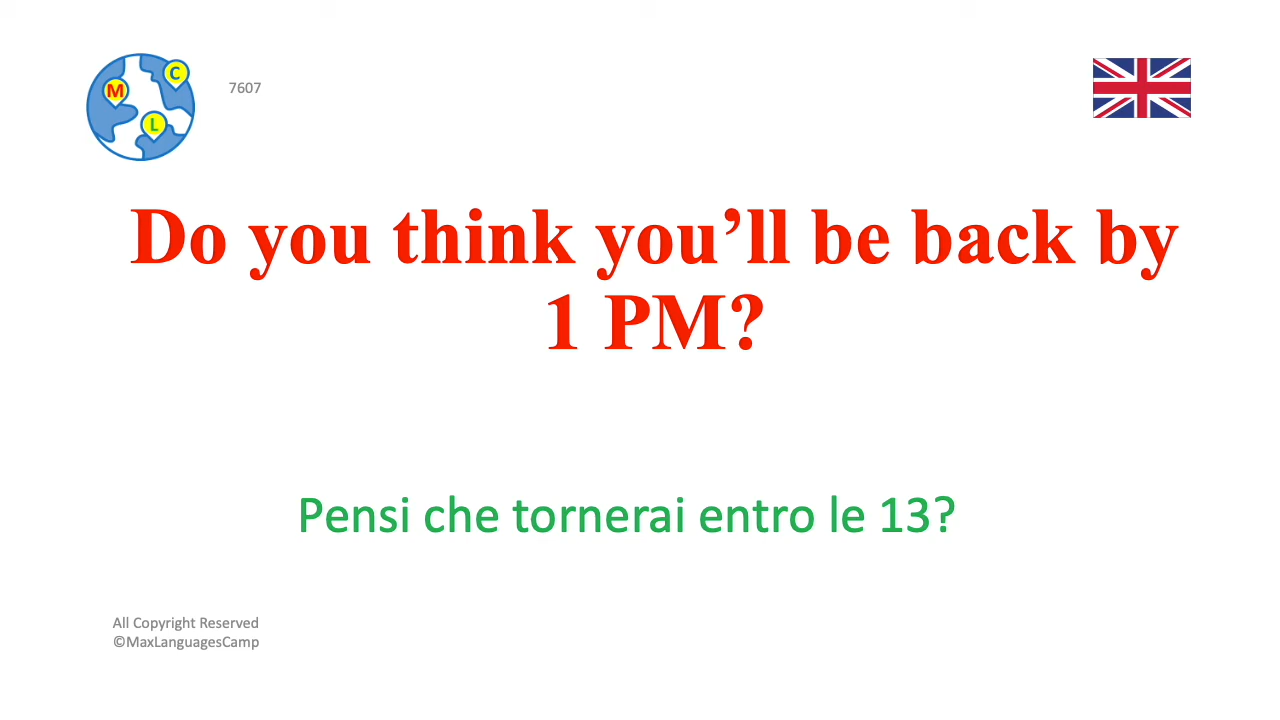 M
C
L
7607
Do you think you’ll be back by
1 PM?
Pensi che tornerai entro le 13?
All Copyright Reserved
©MaxLanguagesCamp